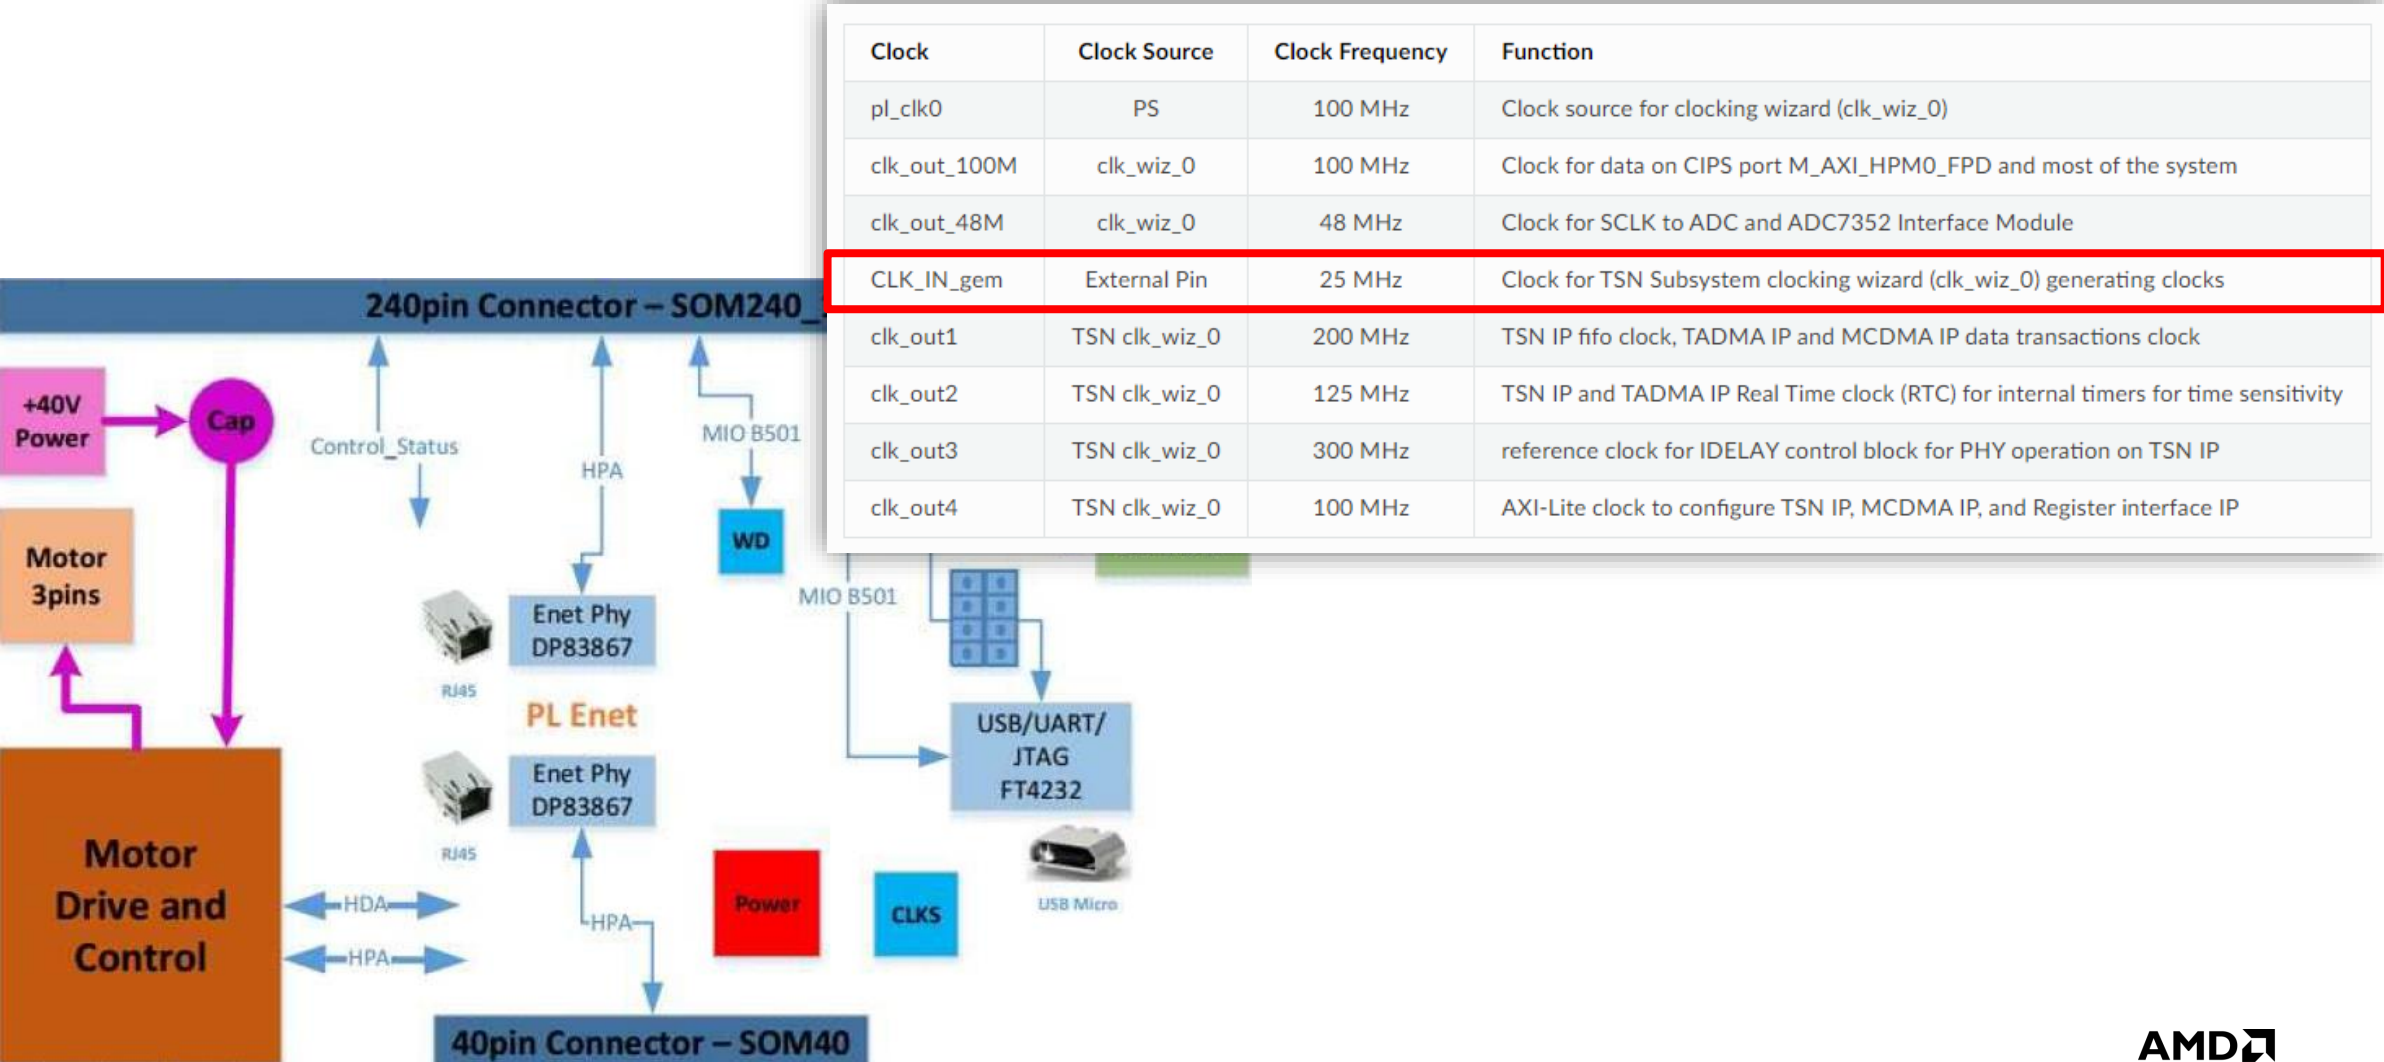 Clock Clock Source Clock Frequency Function
pl_clk0 PS 100 MHz Clock source for clocking wizard (clk_wiz_0)
clk_out_100M clk_wiz_0 100 MHz Clock for data on CIPS port M_AXI_HPM0_FPD and most of the system
clk_out_48M clk_wiz_0 48 MHz Clock for SCLK to ADC and ADC7352 Interface Module
CLK_IN_gem External Pin 25 MHz Clock for TSN Subsystem clocking wizard (clk_wiz_0) generating clocks
clk_out1 TSN clk_wiz_0 200 MHz TSN IP fifo clock, TADMA IP and MCDMA IP data transactions clock
clk_out2 TSN clk_wiz_0 125 MHz TSN IP and TADMA IP Real Time clock (RTC) for internal timers for time sensitivity
clk_out3 TSN clk_wiz_0 300 MHz reference clock for IDELAY control block for PHY operation on TSN IP
clk_out4 TSN clk_wiz_0 100 MHz AXI-Lite clock to configure TSN IP, MCDMA IP, and Register interface IP
240pin Connector – SOM240_
+40V
Power
Cap
Control_Status
HPA
MIO B501
WD
Motor
3pins
MIO B501
Enet Phy
DP83867
RJ45
PL Enet
Enet Phy
DP83867
RJ45
USB/UART/
JTAG
FT4232
USB Micro
Motor
Drive and
Control
HDA
HPA
HPA
Power
CLKS
40pin Connector – SOM40
AMD